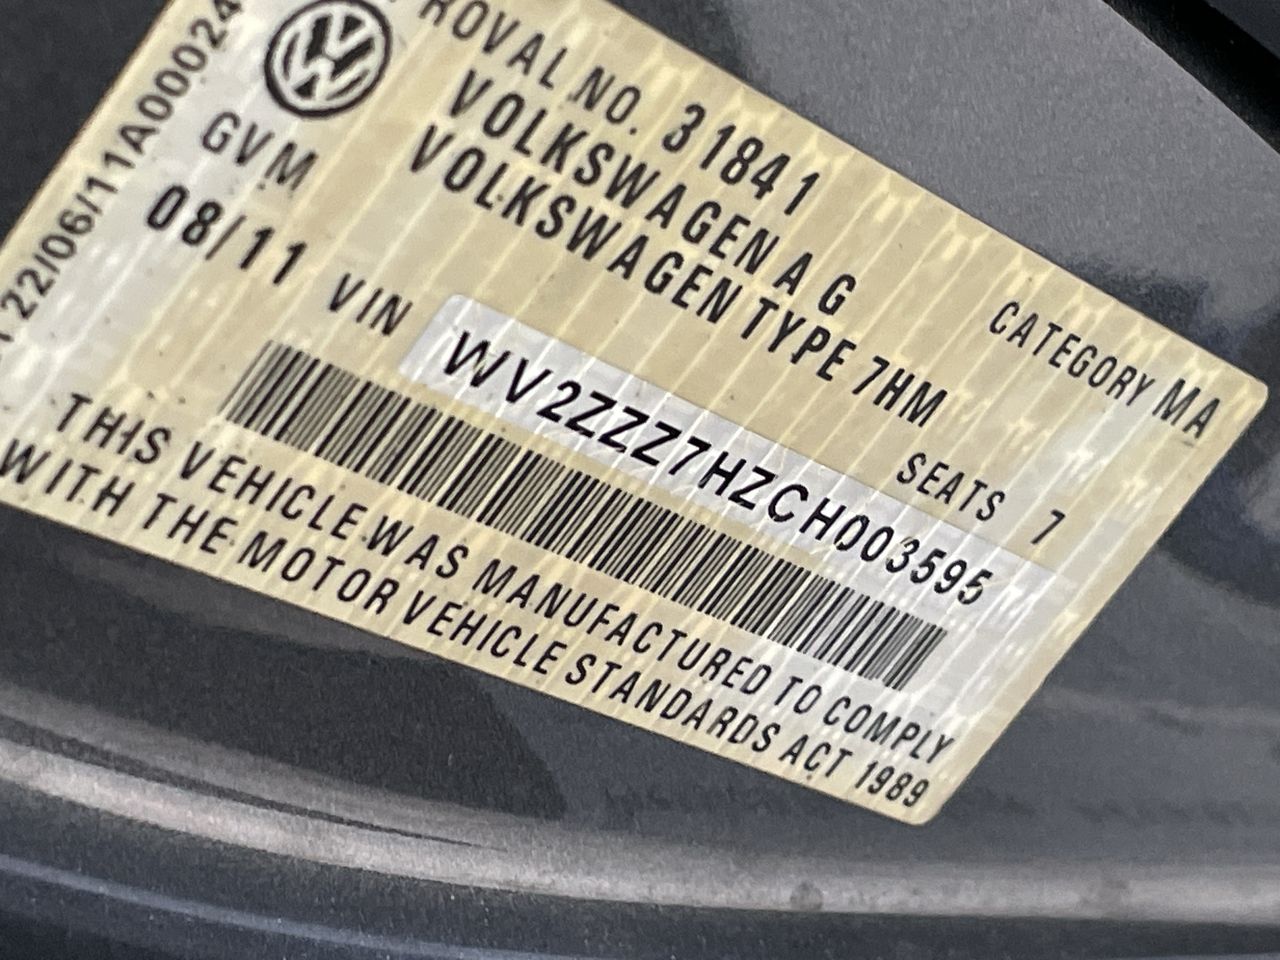 ROVAL NO. 31841
VOLKSWAGEN A G
VOLKSWAGEN TYPE 7HM
CATEGORY MA
SEATS 7
GVM
08/11
VIN WV2ZZZ7HZCH003595
THIS VEHICLE WAS MANUFACTURED TO COMPLY
WITH THE MOTOR VEHICLE STANDARDS ACT 1989
22/06/11A00024